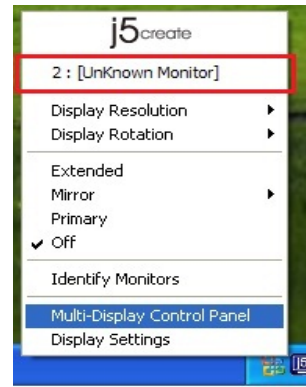 j5create
2 : [UnKnown Monitor]
Display Resolution
Display Rotation
Extended
Mirror
Primary
Off
Identify Monitors
Multi-Display Control Panel
Display Settings
j5